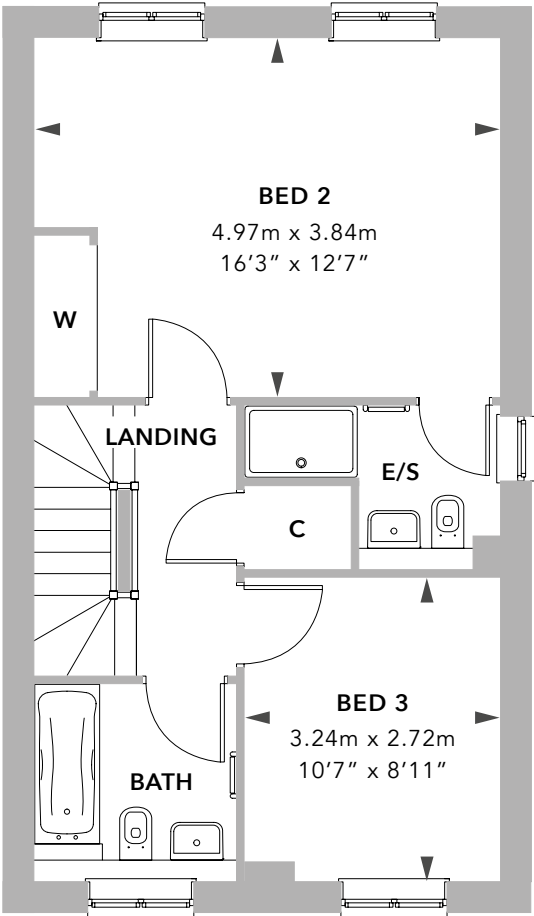 BED 2
4.97m x 3.84m
16’3” x 12’7”
W
LANDING
E/S
C
BED 3
3.24m x 2.72m
10’7” x 8’11”
BATH